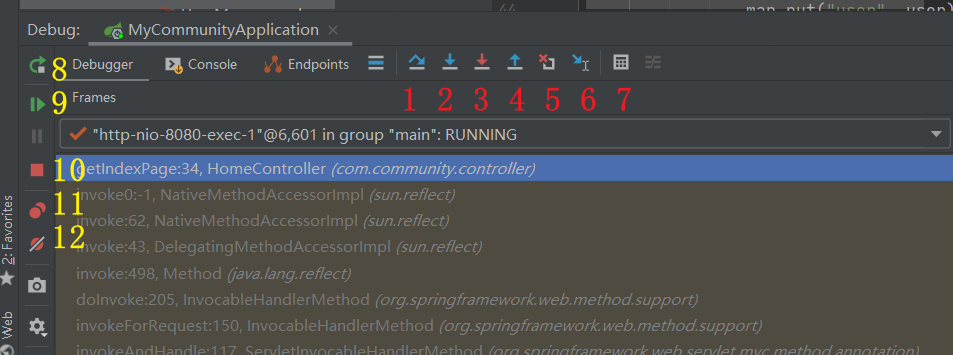 //
map.put("user", user)
Debug: MyCommunityApplication
8 Debugger Console Endpoints
1 2 3 4 5 6 7
9 Frames
"http-nio-8080-exec-1"@6,601 in group "main": RUNNING
10 getIndexPage:34, HomeController (com.community.controller)
invoke0:-1, NativeMethodAccessorImpl (sun.reflect)
11 invoke:62, NativeMethodAccessorImpl (sun.reflect)
12 invoke:43, DelegatingMethodAccessorImpl (sun.reflect)
invoke:498, Method (java.lang.reflect)
doInvoke:205, InvocableHandlerMethod (org.springframework.web.method.support)
invokeForRequest:150, InvocableHandlerMethod (org.springframework.web.method.support)
invokeAndHandle:117, ServletInvocableHandlerMethod (org.springframework.web.servlet.mvc.method.annotation)
2: Favorites
Web